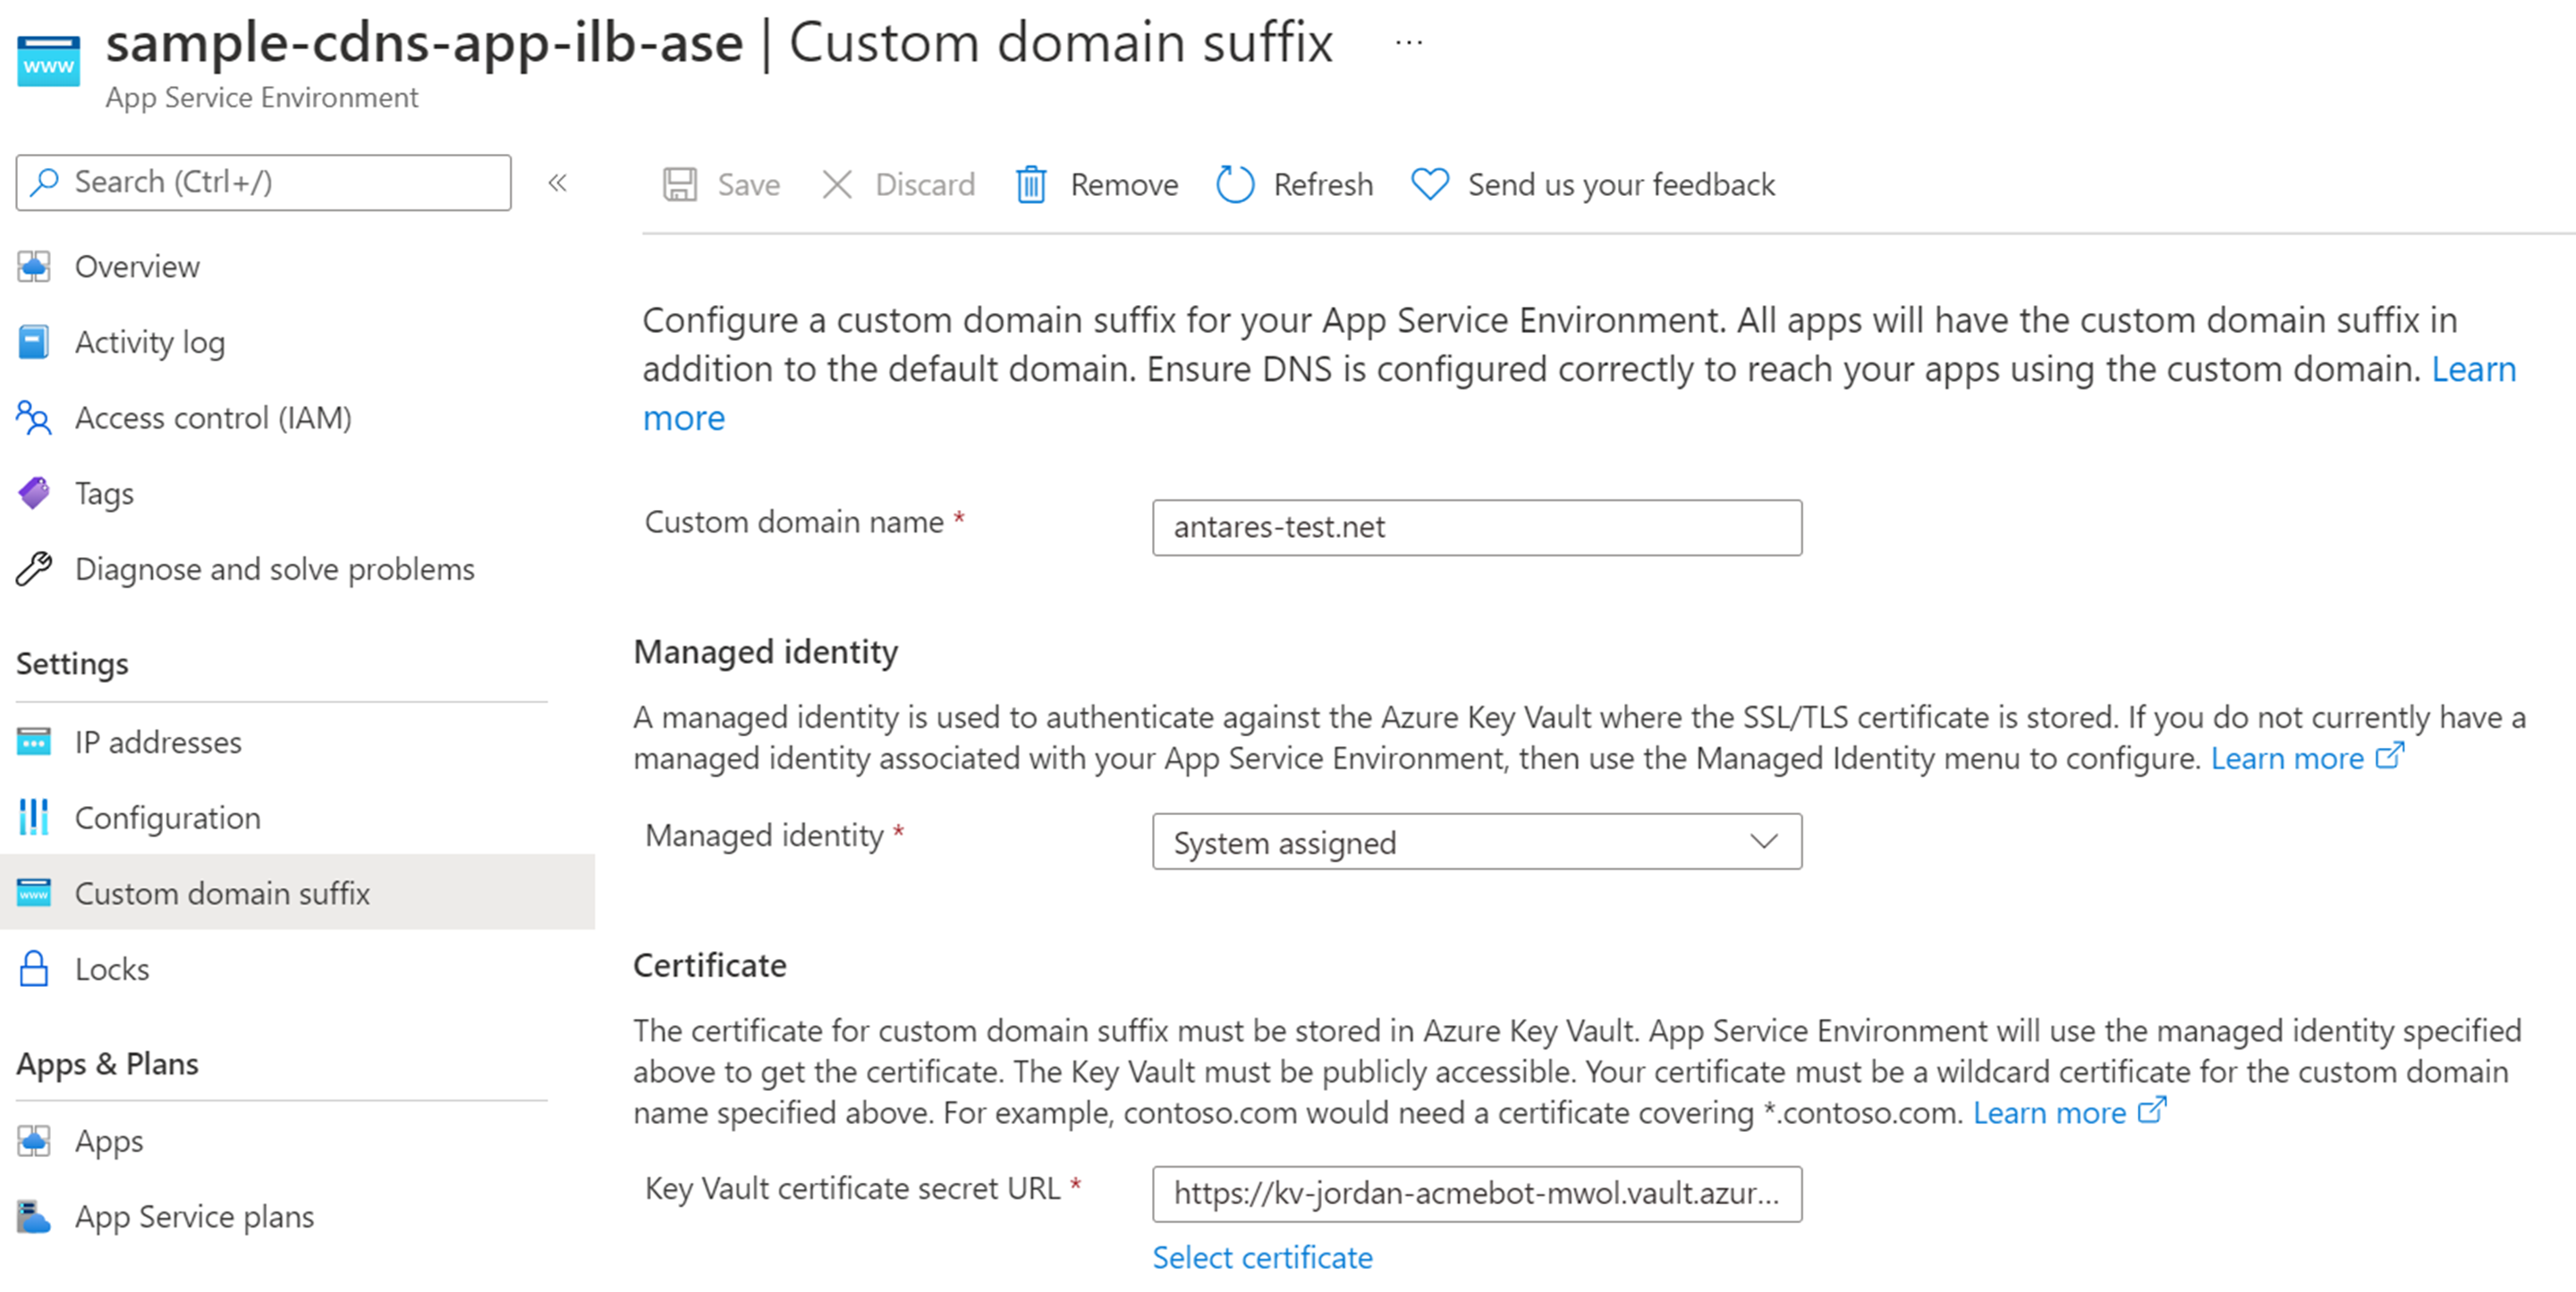 sample-cdns-app-ilb-ase | Custom domain suffix ...
www
App Service Environment
Search (Ctrl+/)
«
Save
Discard
Remove
Refresh
Send us your feedback
Overview
Activity log
Access control (IAM)
Tags
Diagnose and solve problems
Settings
IP addresses
Configuration
www
Custom domain suffix
Locks
Apps & Plans
Apps
App Service plans
Configure a custom domain suffix for your App Service Environment. All apps will have the custom domain suffix in
addition to the default domain. Ensure DNS is configured correctly to reach your apps using the custom domain. Learn
more
Custom domain name *
antares-test.net
Managed identity
A managed identity is used to authenticate against the Azure Key Vault where the SSL/TLS certificate is stored. If you do not currently have a
managed identity associated with your App Service Environment, then use the Managed Identity menu to configure. Learn more
Managed identity *
System assigned
Certificate
The certificate for custom domain suffix must be stored in Azure Key Vault. App Service Environment will use the managed identity specified
above to get the certificate. The Key Vault must be publicly accessible. Your certificate must be a wildcard certificate for the custom domain
name specified above. For example, contoso.com would need a certificate covering *.contoso.com. Learn more
Key Vault certificate secret URL *
https://kv-jordan-acmebot-mwol.vault.azur...
Select certificate